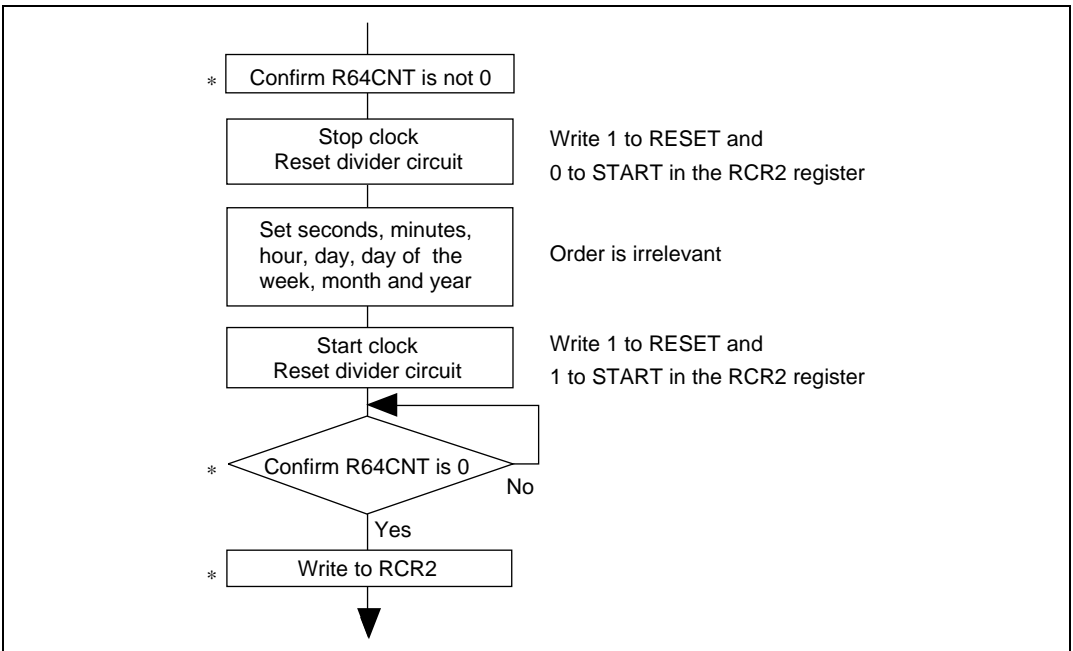 * Confirm R64CNT is not 0
Stop clock
Reset divider circuit
Write 1 to RESET and
0 to START in the RCR2 register
Set seconds, minutes,
hour, day, day of the
week, month and year
Order is irrelevant
Start clock
Reset divider circuit
Write 1 to RESET and
1 to START in the RCR2 register
* Confirm R64CNT is 0
No
Yes
* Write to RCR2